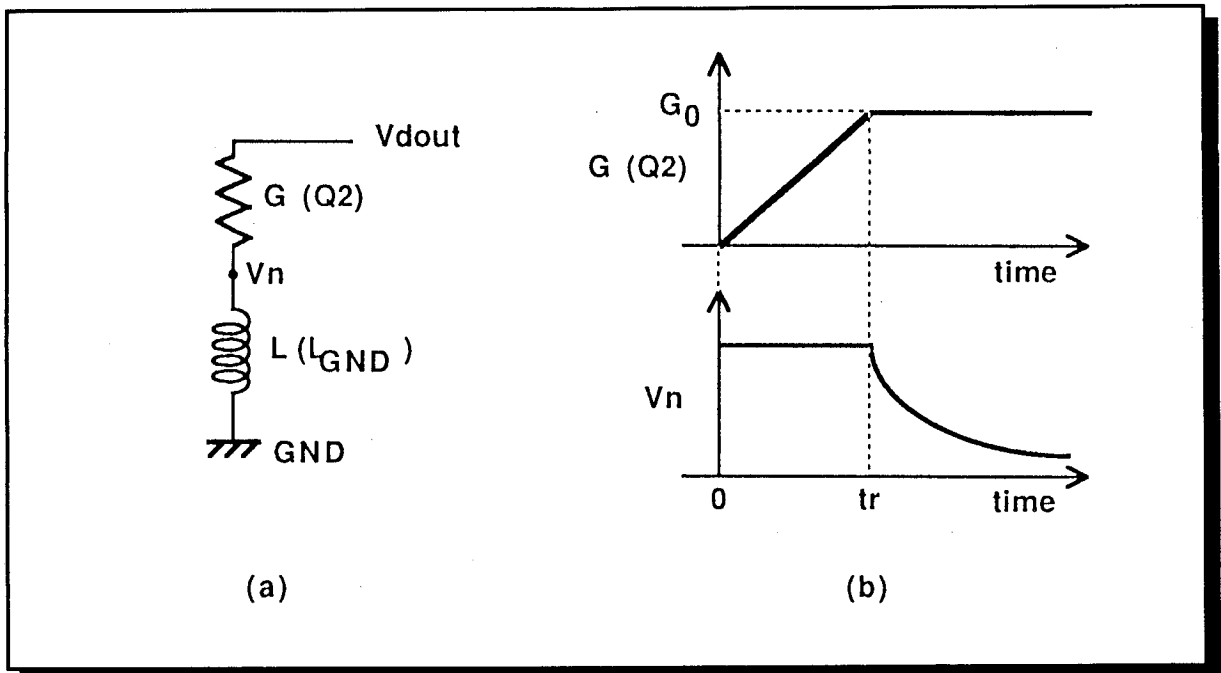 Vdout
G (Q2)
Vn
L (LGND )
GND
(a)
G0
G (Q2)
time
Vn
0
tr
time
(b)